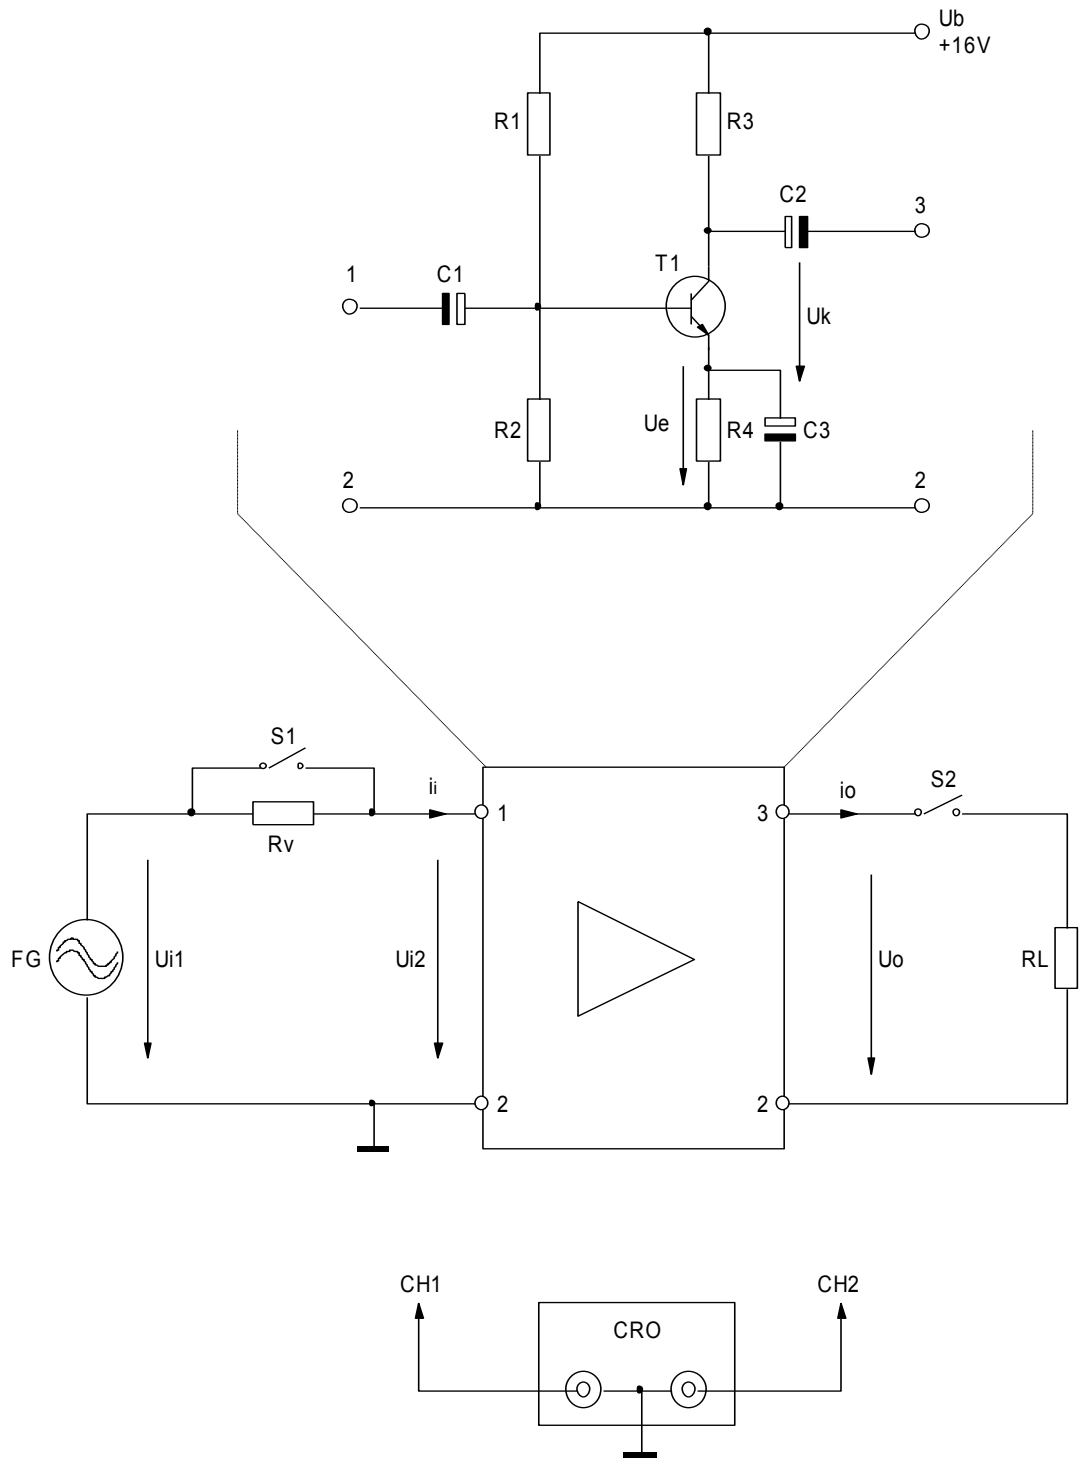 Ub
+16V
R1
R3
C2
3
1
C1
T1
Uk
R2
Ue
R4
C3
2
2
S1
ii
io
S2
1
3
Rv
FG
Ui1
Ui2
Uo
RL
2
2
CH1
CH2
CRO